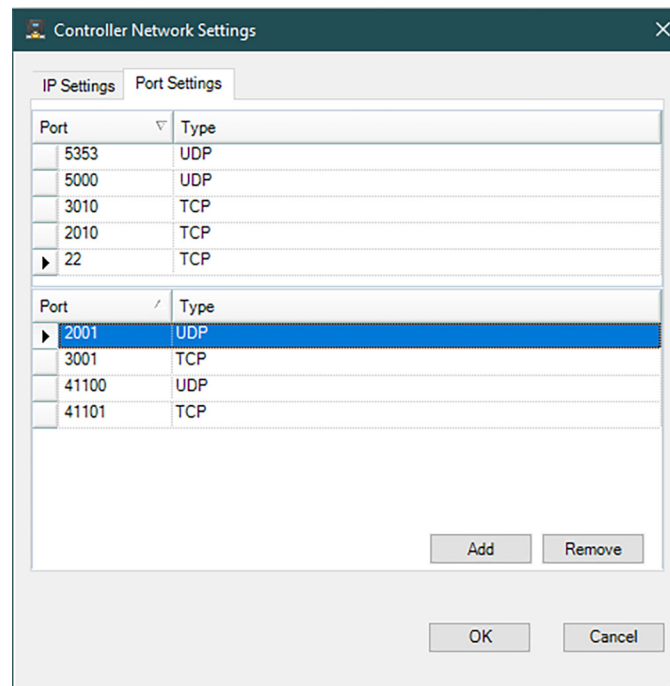 Controller Network Settings
IP Settings Port Settings
Port Type
5353 UDP
5000 UDP
3010 TCP
2010 TCP
22 TCP
Port Type
2001 UDP
3001 TCP
41100 UDP
41101 TCP
Add Remove
OK Cancel